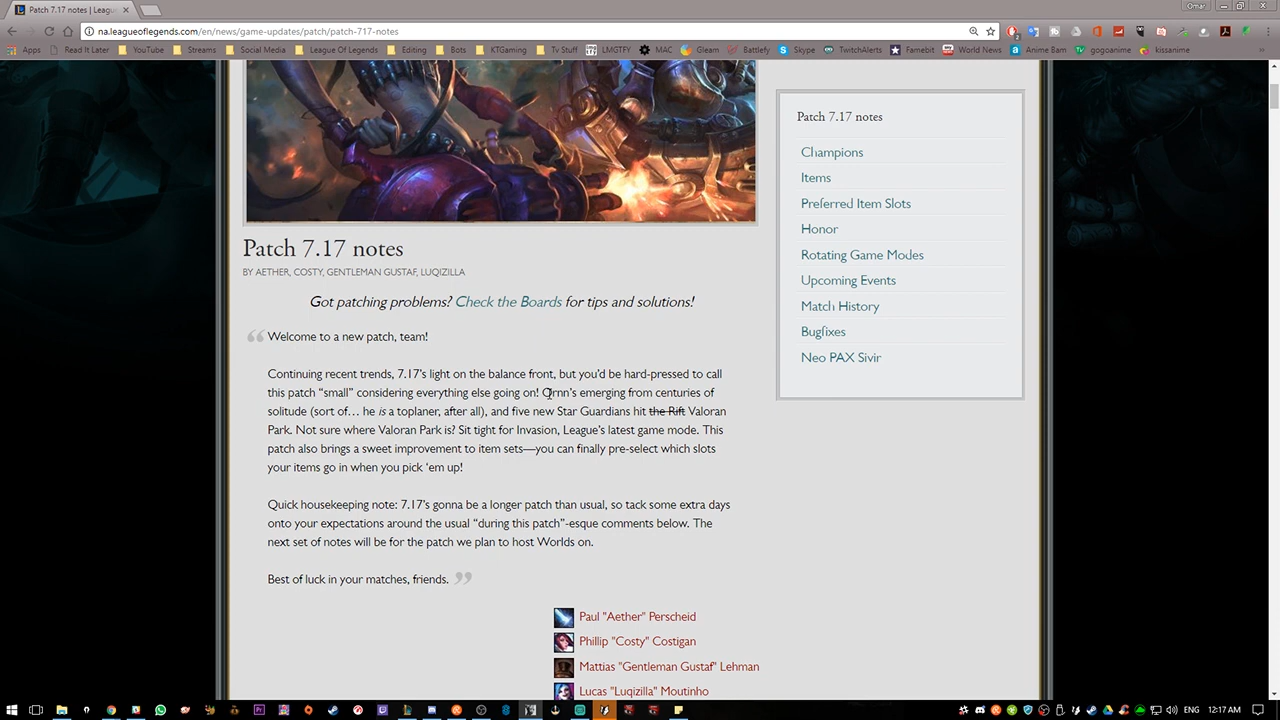 Patch 7.17 notes | Leagu
Omar
na.leagueoflegends.com/en/news/game-updates/patch/patch-717-notes
Apps Read It Later YouTube Streams Social Media League Of Legends Editing Bots KTGaming Tv Stuff LMGTFY MAC Gleam Battlefy Skype TwitchAlerts Famebit World News Anime Bam gogoanime kissanime
Patch 7.17 notes
Champions
Items
Preferred Item Slots
Honor
Rotating Game Modes
Upcoming Events
Match History
Bugfixes
Neo PAX Sivir
Patch 7.17 notes
BY AETHER, COSTY, GENTLEMAN GUSTAF, LUQIZILLA
Got patching problems? Check the Boards for tips and solutions!
“ Welcome to a new patch, team!
Continuing recent trends, 7.17’s light on the balance front, but you’d be hard-pressed to call
this patch “small” considering everything else going on! Ornn’s emerging from centuries of
solitude (sort of… he is a toplaner, after all), and five new Star Guardians hit the Rift Valoran
Park. Not sure where Valoran Park is? Sit tight for Invasion, League’s latest game mode. This
patch also brings a sweet improvement to item sets—you can finally pre-select which slots
your items go in when you pick ‘em up!
Quick housekeeping note: 7.17’s gonna be a longer patch than usual, so tack some extra days
onto your expectations around the usual “during this patch”-esque comments below. The
next set of notes will be for the patch we plan to host Worlds on.
Best of luck in your matches, friends. ”
Paul "Aether" Perscheid
Phillip "Costy" Costigan
Mattias "Gentleman Gustaf" Lehman
Lucas "Luqizilla" Moutinho
ENG 12:17 AM